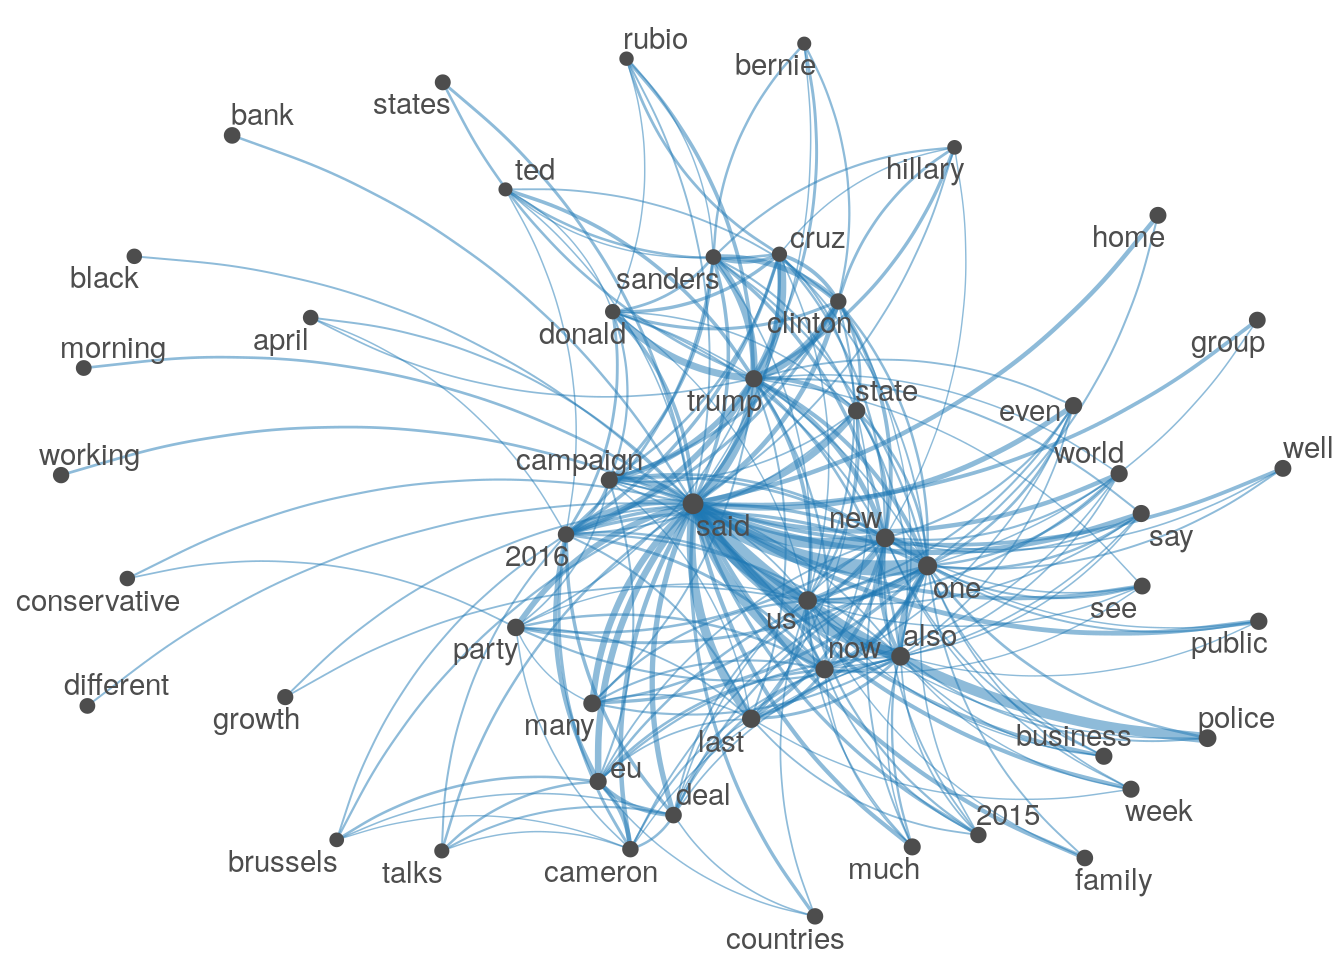 rubio
bernie
states
bank
ted
hillary
home
cruz
sanders
black
donald
clinton
april
morning
group
trump
state
even
working
campaign
world
well
said
new
say
2016
conservative
one
see
us
also
public
party
now
different
growth
many
last
police
business
eu
deal
week
2015
brussels
talks
cameron
much
family
countries